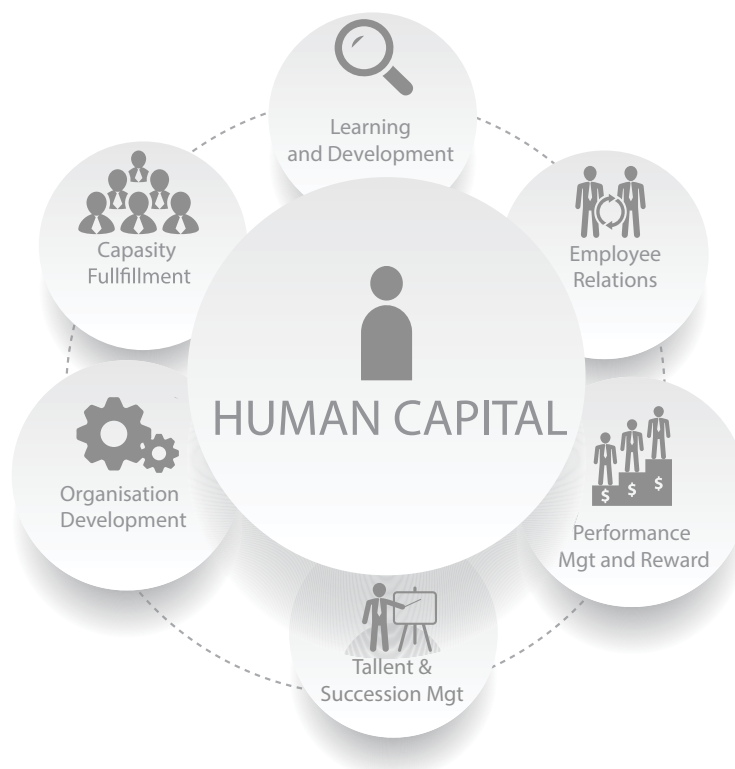 Learning
and Development
Employee
Relations
Capasity
Fullfillment
HUMAN CAPITAL
Organisation
Development
$ $ $
Performance
Mgt and Reward
Tallent &
Succession Mgt